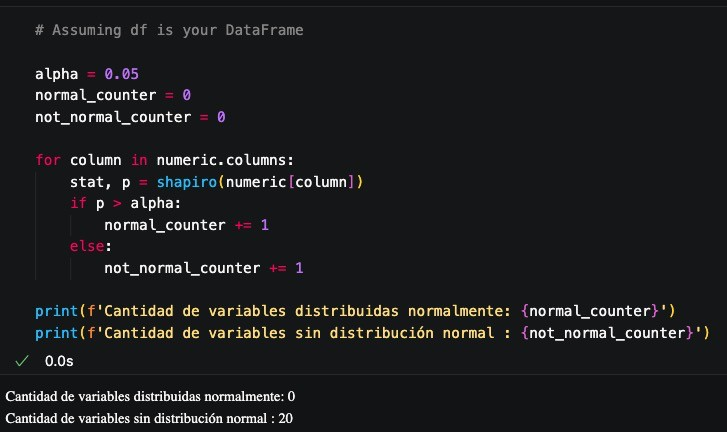 # Assuming df is your DataFrame
alpha = 0.05
normal_counter = 0
not_normal_counter = 0
for column in numeric.columns:
    stat, p = shapiro(numeric[column])
    if p > alpha:
        normal_counter += 1
    else:
        not_normal_counter += 1
print(f'Cantidad de variables distribuidas normalmente: {normal_counter}')
print(f'Cantidad de variables sin distribución normal : {not_normal_counter}')
✓ 0.0s
Cantidad de variables distribuidas normalmente: 0
Cantidad de variables sin distribución normal : 20